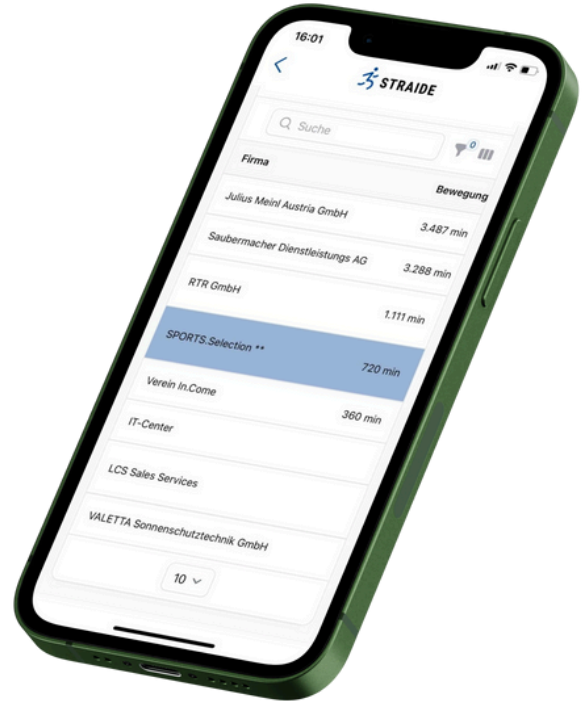 16:01
STRAIDE
Suche
0
Firma Bewegung
Julius Meinl Austria GmbH 3.487 min
Saubermacher Dienstleistungs AG 3.288 min
RTR GmbH 1.111 min
SPORTS.Selection ** 720 min
Verein In.Come 360 min
IT-Center
LCS Sales Services
VALETTA Sonnenschutztechnik GmbH
10